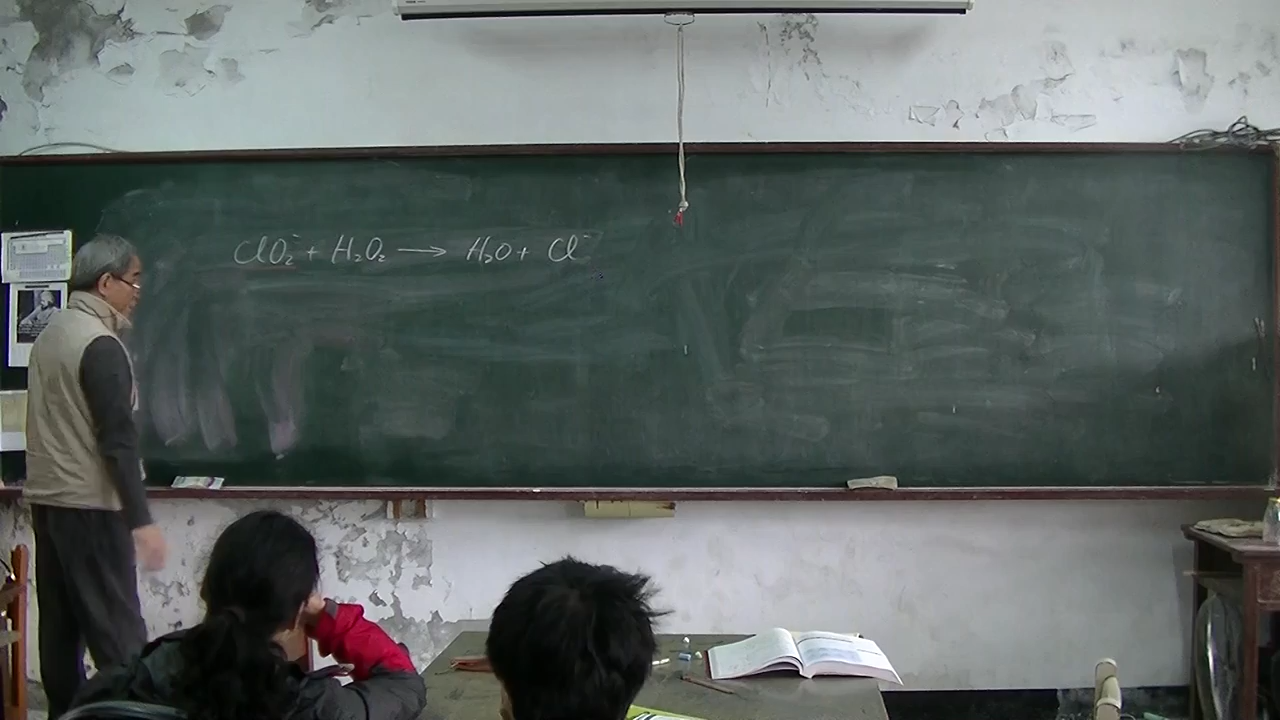 ClO₂⁻ + H₂O₂ ⟶ H₂O + Cl⁻